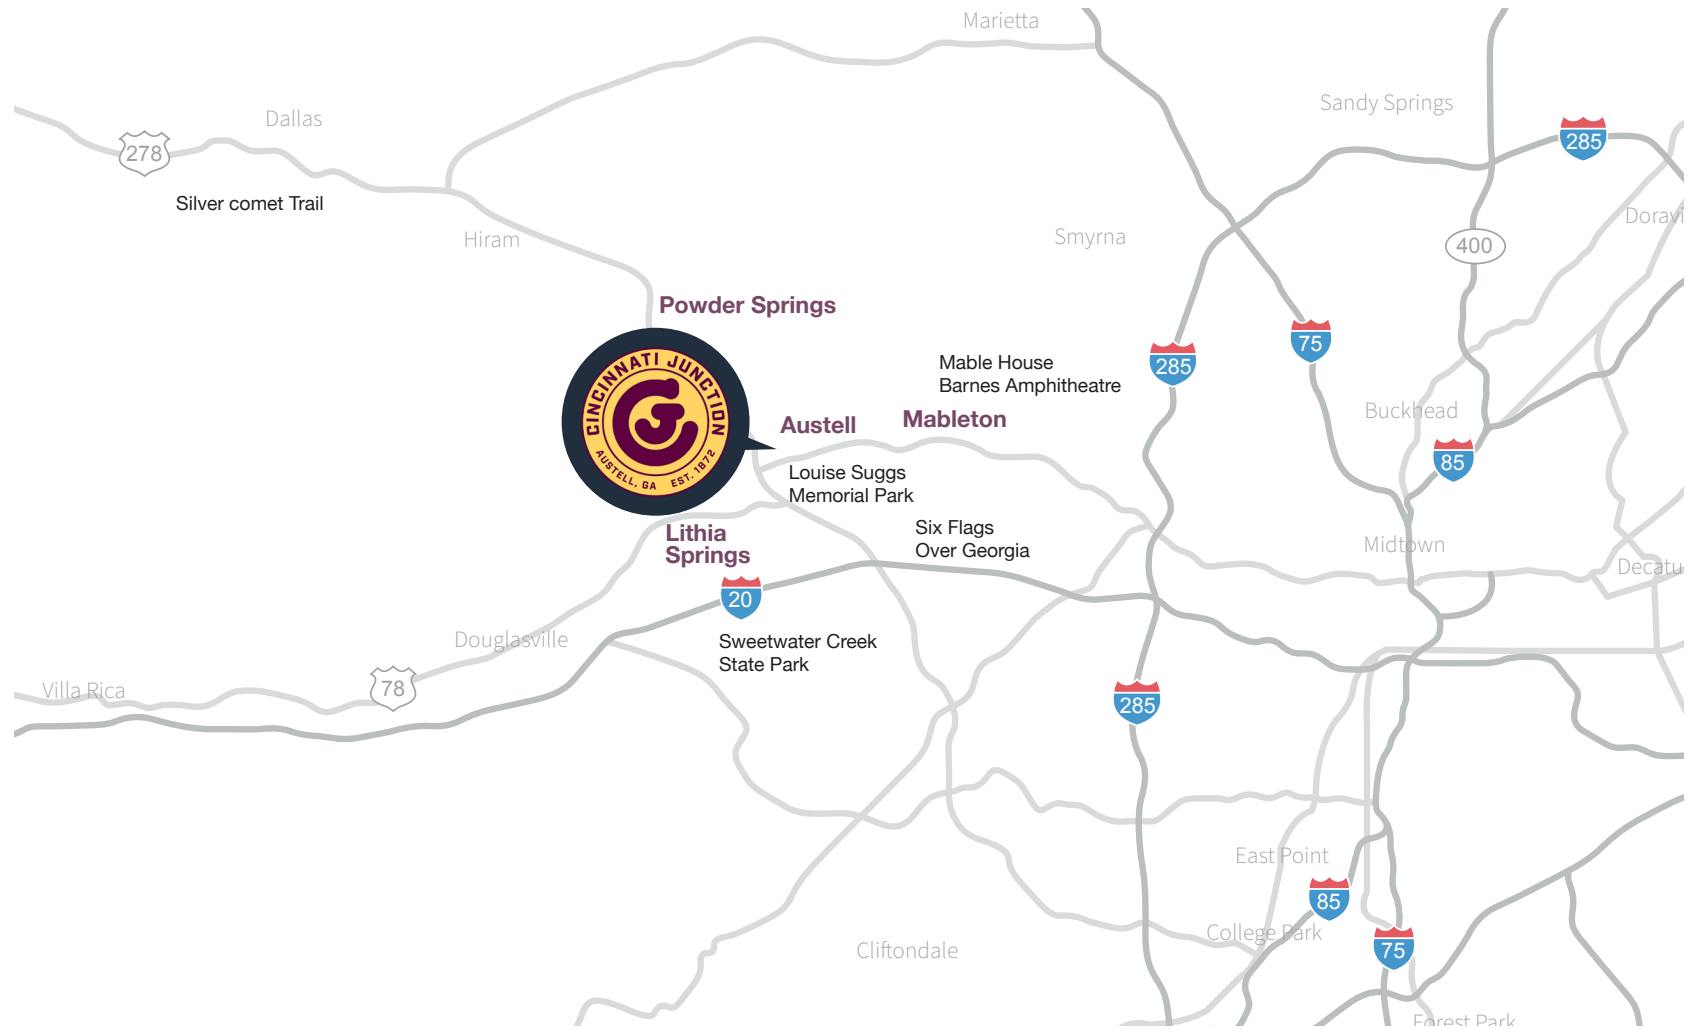 Marietta
Sandy Springs
Dallas
285
278
Silver comet Trail
Doravi
Hiram
Smyrna
400
Powder Springs
75
285
Mable House
Barnes Amphitheatre
CINCINNATI JUNCTION
CJ
AUSTELL, GA EST. 1872
Buckhead
Austell
Mableton
85
Louise Suggs
Memorial Park
Six Flags
Over Georgia
Lithia
Springs
Midtown
Decatu
20
Douglasville
Sweetwater Creek
State Park
Villa Rica
78
285
East Point
85
College Park
75
Cliftondale
Forest Park